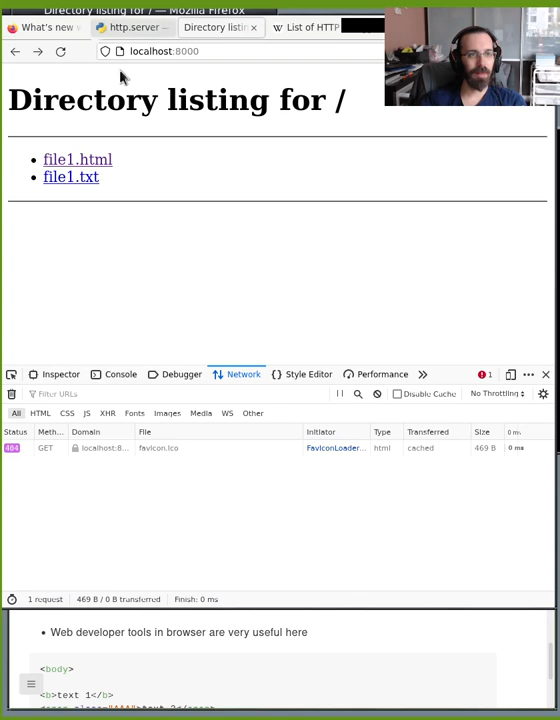 Directory listing for / — Mozilla Firefox
What's new
http.server —
Directory listin
List of HTTP
localhost:8000
Directory listing for /
file1.html
file1.txt
Inspector
Console
Debugger
Network
Style Editor
Performance
1
Filter URLs
Disable Cache
No Throttling
All HTML CSS JS XHR Fonts Images Media WS Other
Status Meth... Domain File Initiator Type Transferred Size 0 ms
404 GET localhost:8... favicon.ico FaviconLoader... html cached 469 B 0 ms
1 request 469 B / 0 B transferred Finish: 0 ms
Web developer tools in browser are very useful here
<body>
<b>text 1</b>